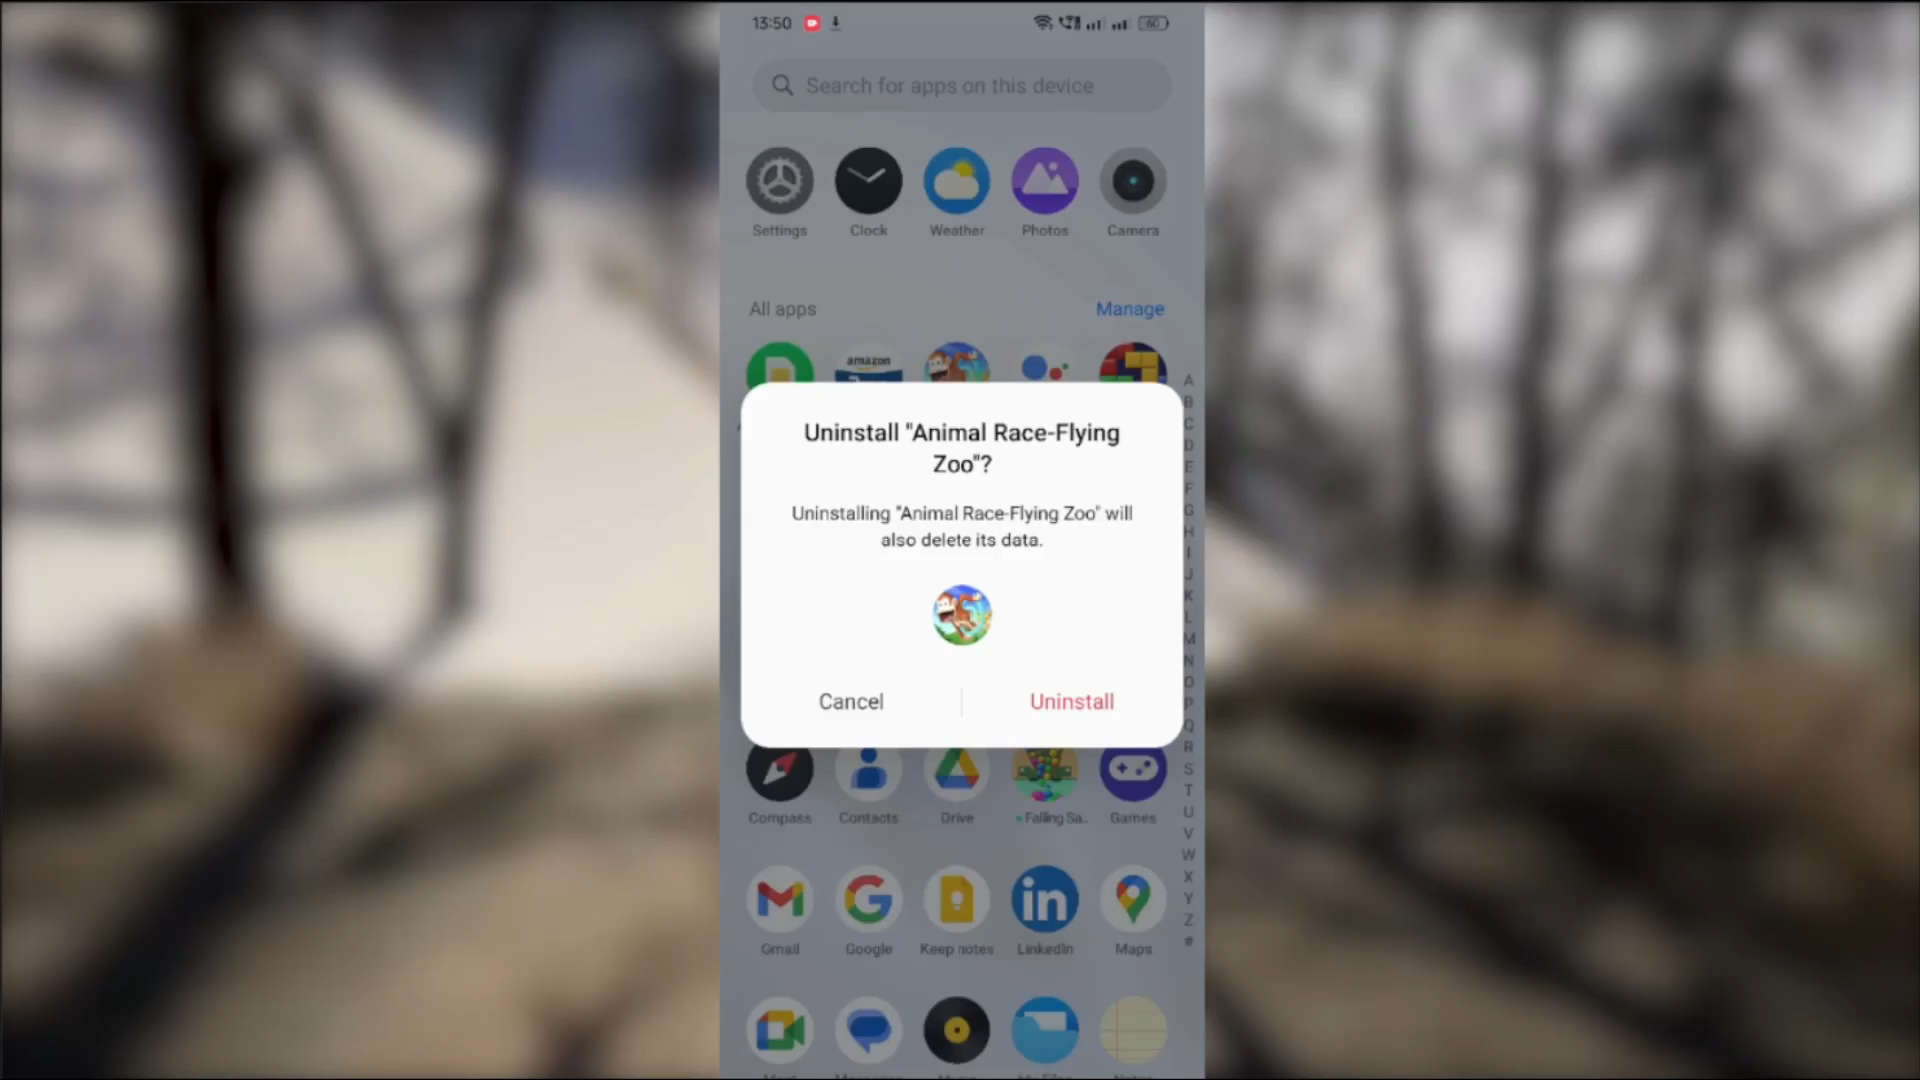 13:50
60
Search for apps on this device
Settings Clock Weather Photos Camera
All apps Manage
amazon
Uninstall "Animal Race-Flying
Zoo"?
Uninstalling "Animal Race-Flying Zoo" will
also delete its data.
Cancel Uninstall
Compass Contacts Drive Falling Sa.. Games
Gmail Google Keep notes LinkedIn Maps
A
B
C
D
E
F
G
H
I
J
K
L
M
N
O
P
Q
R
S
T
U
V
W
X
Y
Z
#